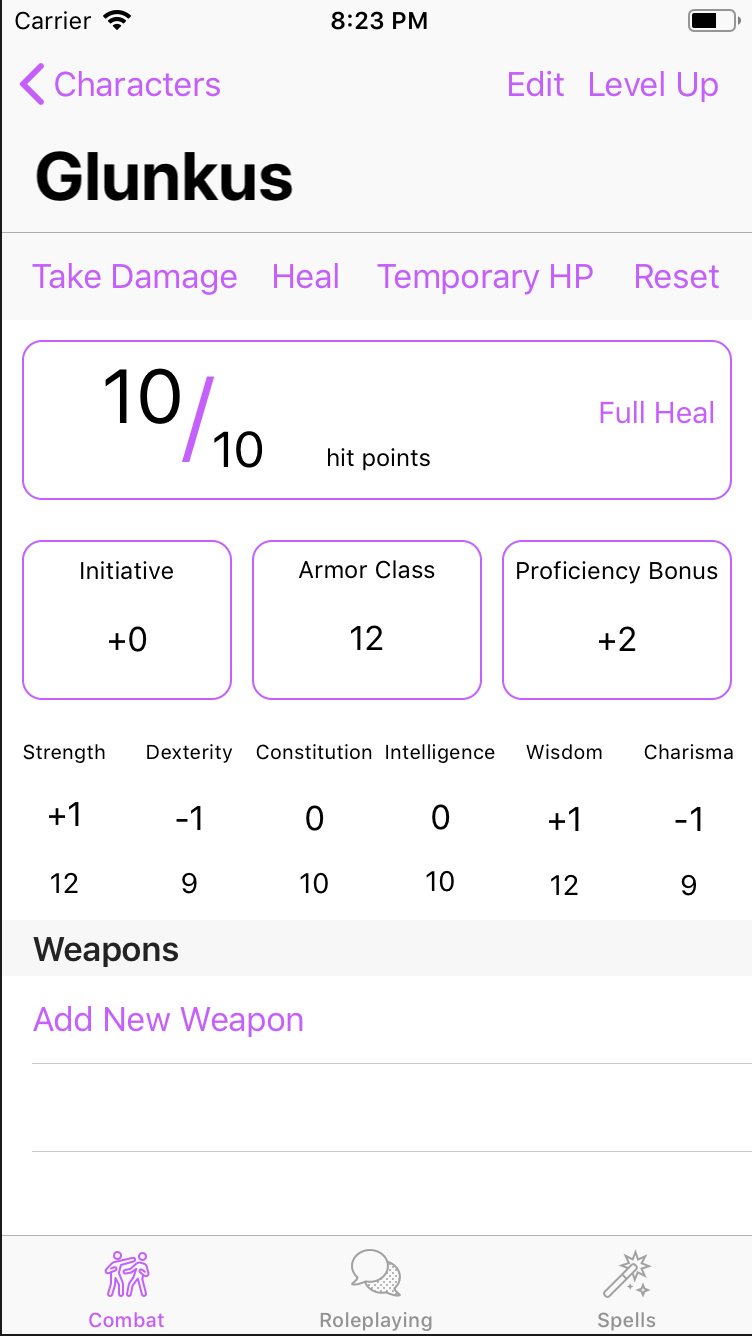 Carrier 8:23 PM
Characters Edit Level Up
Glunkus
Take Damage Heal Temporary HP Reset
10/10 hit points Full Heal
Initiative Armor Class Proficiency Bonus
+0 12 +2
Strength Dexterity Constitution Intelligence Wisdom Charisma
+1 -1 0 0 +1 -1
12 9 10 10 12 9
Weapons
Add New Weapon
Combat Roleplaying Spells